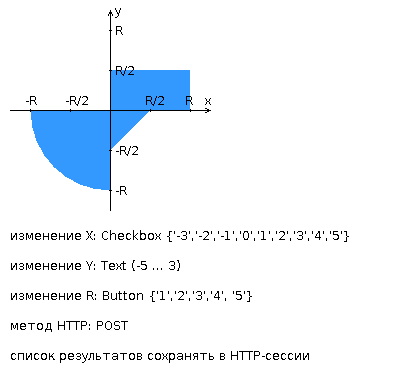 y
R
R/2
-R -R/2 R/2 R x
-R/2
-R
изменение X: Checkbox {'-3','-2','-1','0','1','2','3','4','5'}
изменение Y: Text (-5 ... 3)
изменение R: Button {'1','2','3','4', '5'}
метод HTTP: POST
список результатов сохранять в HTTP-сессии